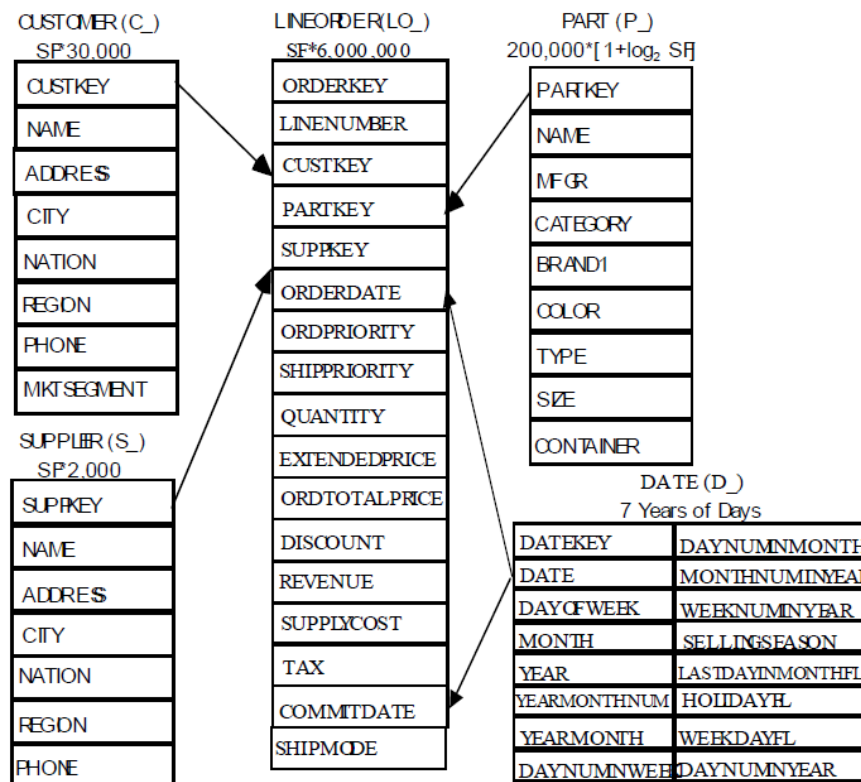 CUSTOMER (C_)
SF*30,000
CUSTKEY
NAME
ADDRESS
CITY
NATION
REGION
PHONE
MKTSEGMENT
SUPPLIER (S_)
SF*2,000
SUPPKEY
NAME
ADDRESS
CITY
NATION
REGION
PHONE
LINEORDER(LO_)
SF*6,000,000
ORDERKEY
LINENUMBER
CUSTKEY
PARTKEY
SUPPKEY
ORDERDATE
ORDPRIORITY
SHIPPRIORITY
QUANTITY
EXTENDEDPRICE
ORDTOTALPRICE
DISCOUNT
REVENUE
SUPPLYCOST
TAX
COMMITDATE
SHIPMODE
PART (P_)
200,000*[1+log₂ SF]
PARTKEY
NAME
MFGR
CATEGORY
BRAND1
COLOR
TYPE
SIZE
CONTAINER
DATE (D_)
7 Years of Days
DATEKEY
DATE
DAYOFWEEK
MONTH
YEAR
YEARMONTHNUM
YEARMONTH
DAYNUMINWEEK
DAYNUMINMONTH
MONTHNUMINYEAR
WEEKNUMINYEAR
SELLINGSEASON
LASTDAYINMONTHFL
HOLIDAYFL
WEEKDAYFL
DAYNUMINYEAR